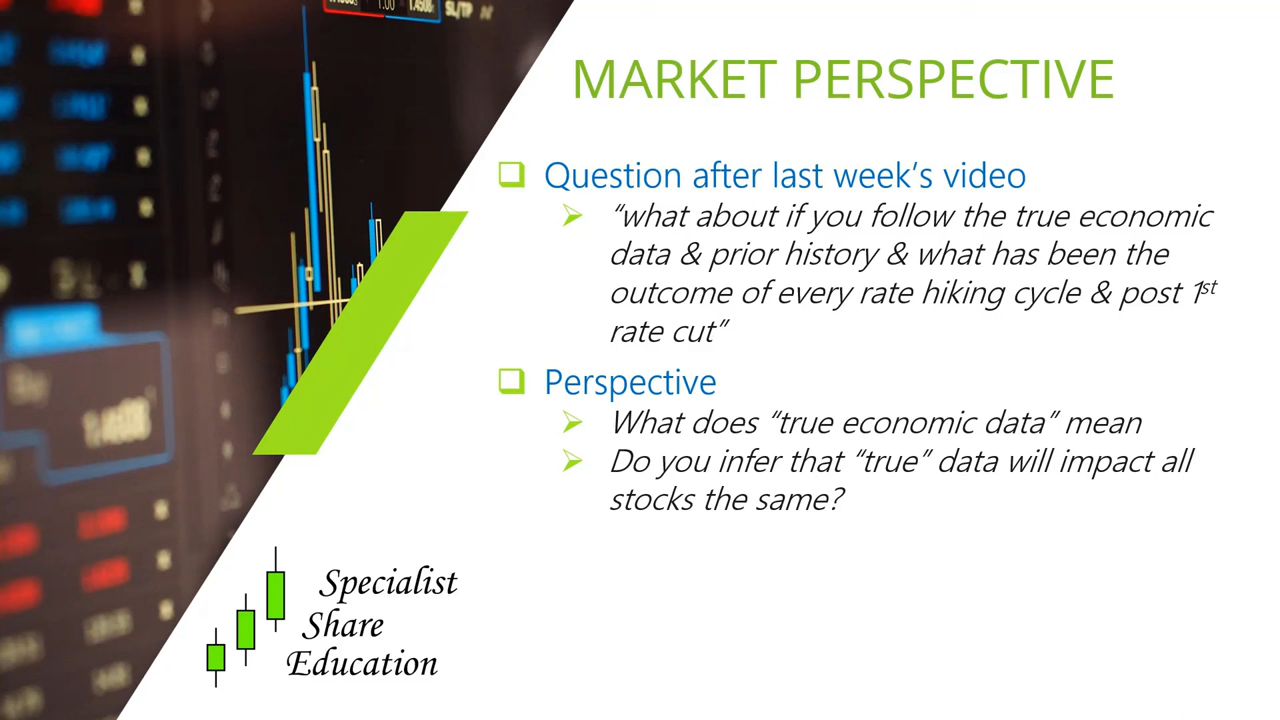 SL/TP
MARKET PERSPECTIVE
Question after last week’s video
“what about if you follow the true economic
data & prior history & what has been the
outcome of every rate hiking cycle & post 1st
rate cut”
Perspective
What does “true economic data” mean
Do you infer that “true” data will impact all
stocks the same?
Specialist
Share
Education